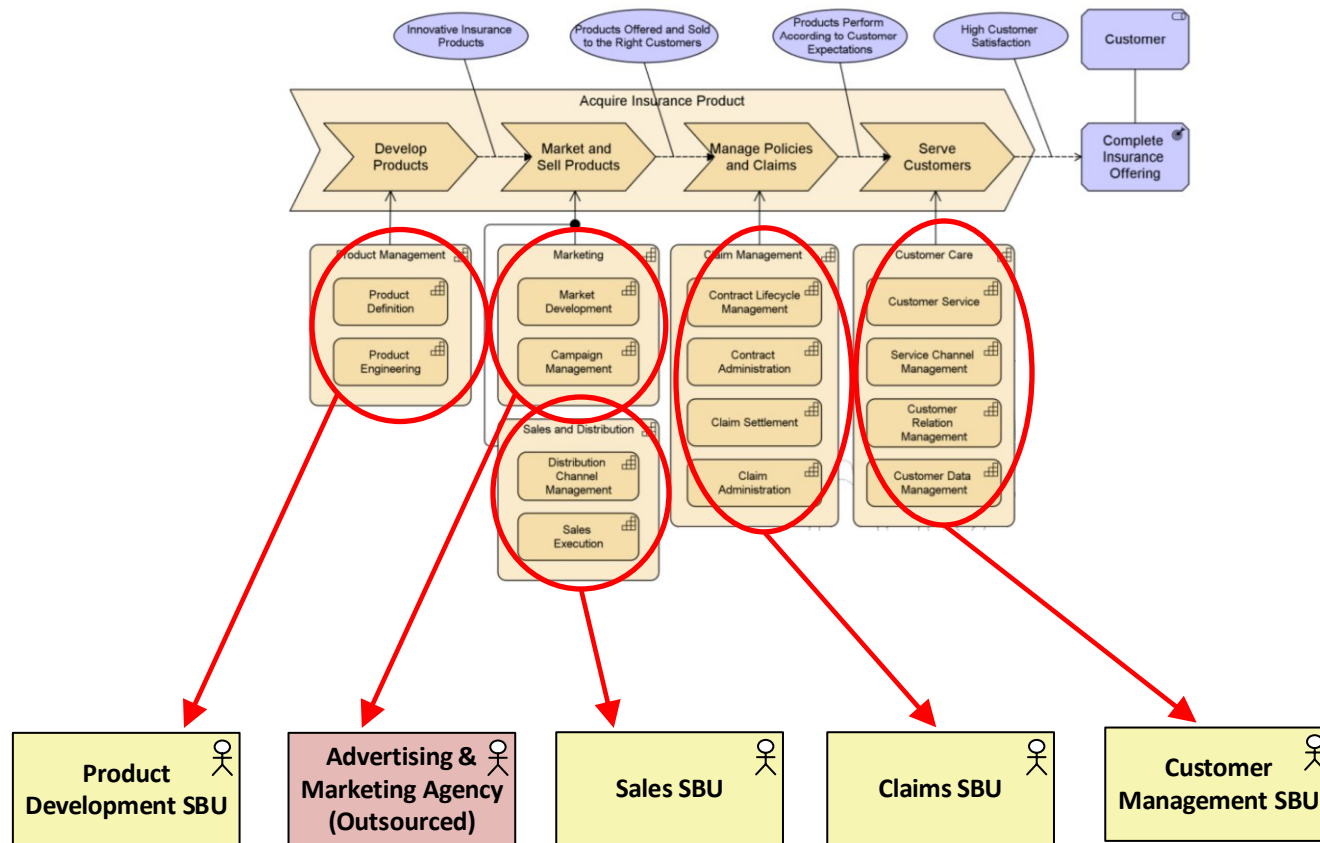 Innovative Insurance
Products
Products Offered and Sold
to the Right Customers
Products Perform
According to Customer
Expectations
High Customer
Satisfaction
Customer
Acquire Insurance Product
Develop
Products
Market and
Sell Products
Manage Policies
and Claims
Serve
Customers
Complete
Insurance
Offering
Product Management
Product
Definition
Product
Engineering
Marketing
Market
Development
Campaign
Management
Sales and Distribution
Distribution
Channel
Management
Sales
Execution
Claim Management
Contract Lifecycle
Management
Contract
Administration
Claim Settlement
Claim
Administration
Customer Care
Customer Service
Service Channel
Management
Customer
Relation
Management
Customer Data
Management
Product
Development SBU
Advertising &
Marketing Agency
(Outsourced)
Sales SBU
Claims SBU
Customer
Management SBU